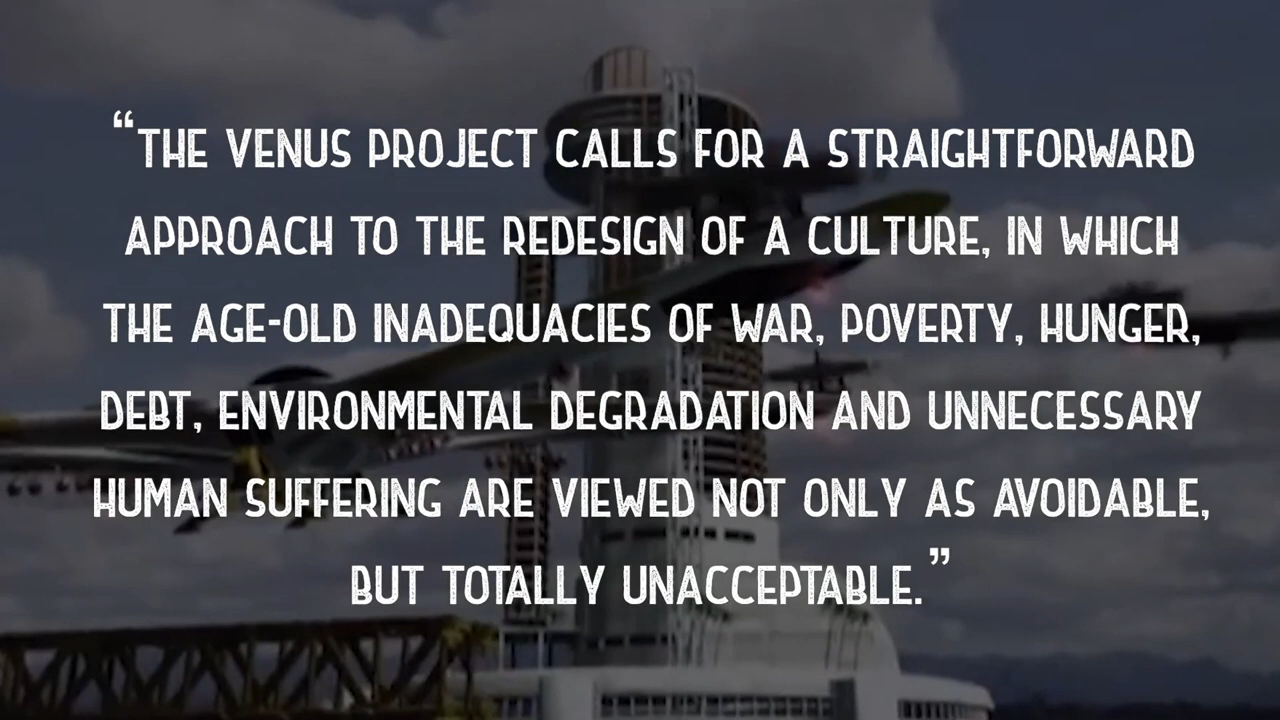 “THE VENUS PROJECT CALLS FOR A STRAIGHTFORWARD
APPROACH TO THE REDESIGN OF A CULTURE, IN WHICH
THE AGE-OLD INADEQUACIES OF WAR, POVERTY, HUNGER,
DEBT, ENVIRONMENTAL DEGRADATION AND UNNECESSARY
HUMAN SUFFERING ARE VIEWED NOT ONLY AS AVOIDABLE,
BUT TOTALLY UNACCEPTABLE.”